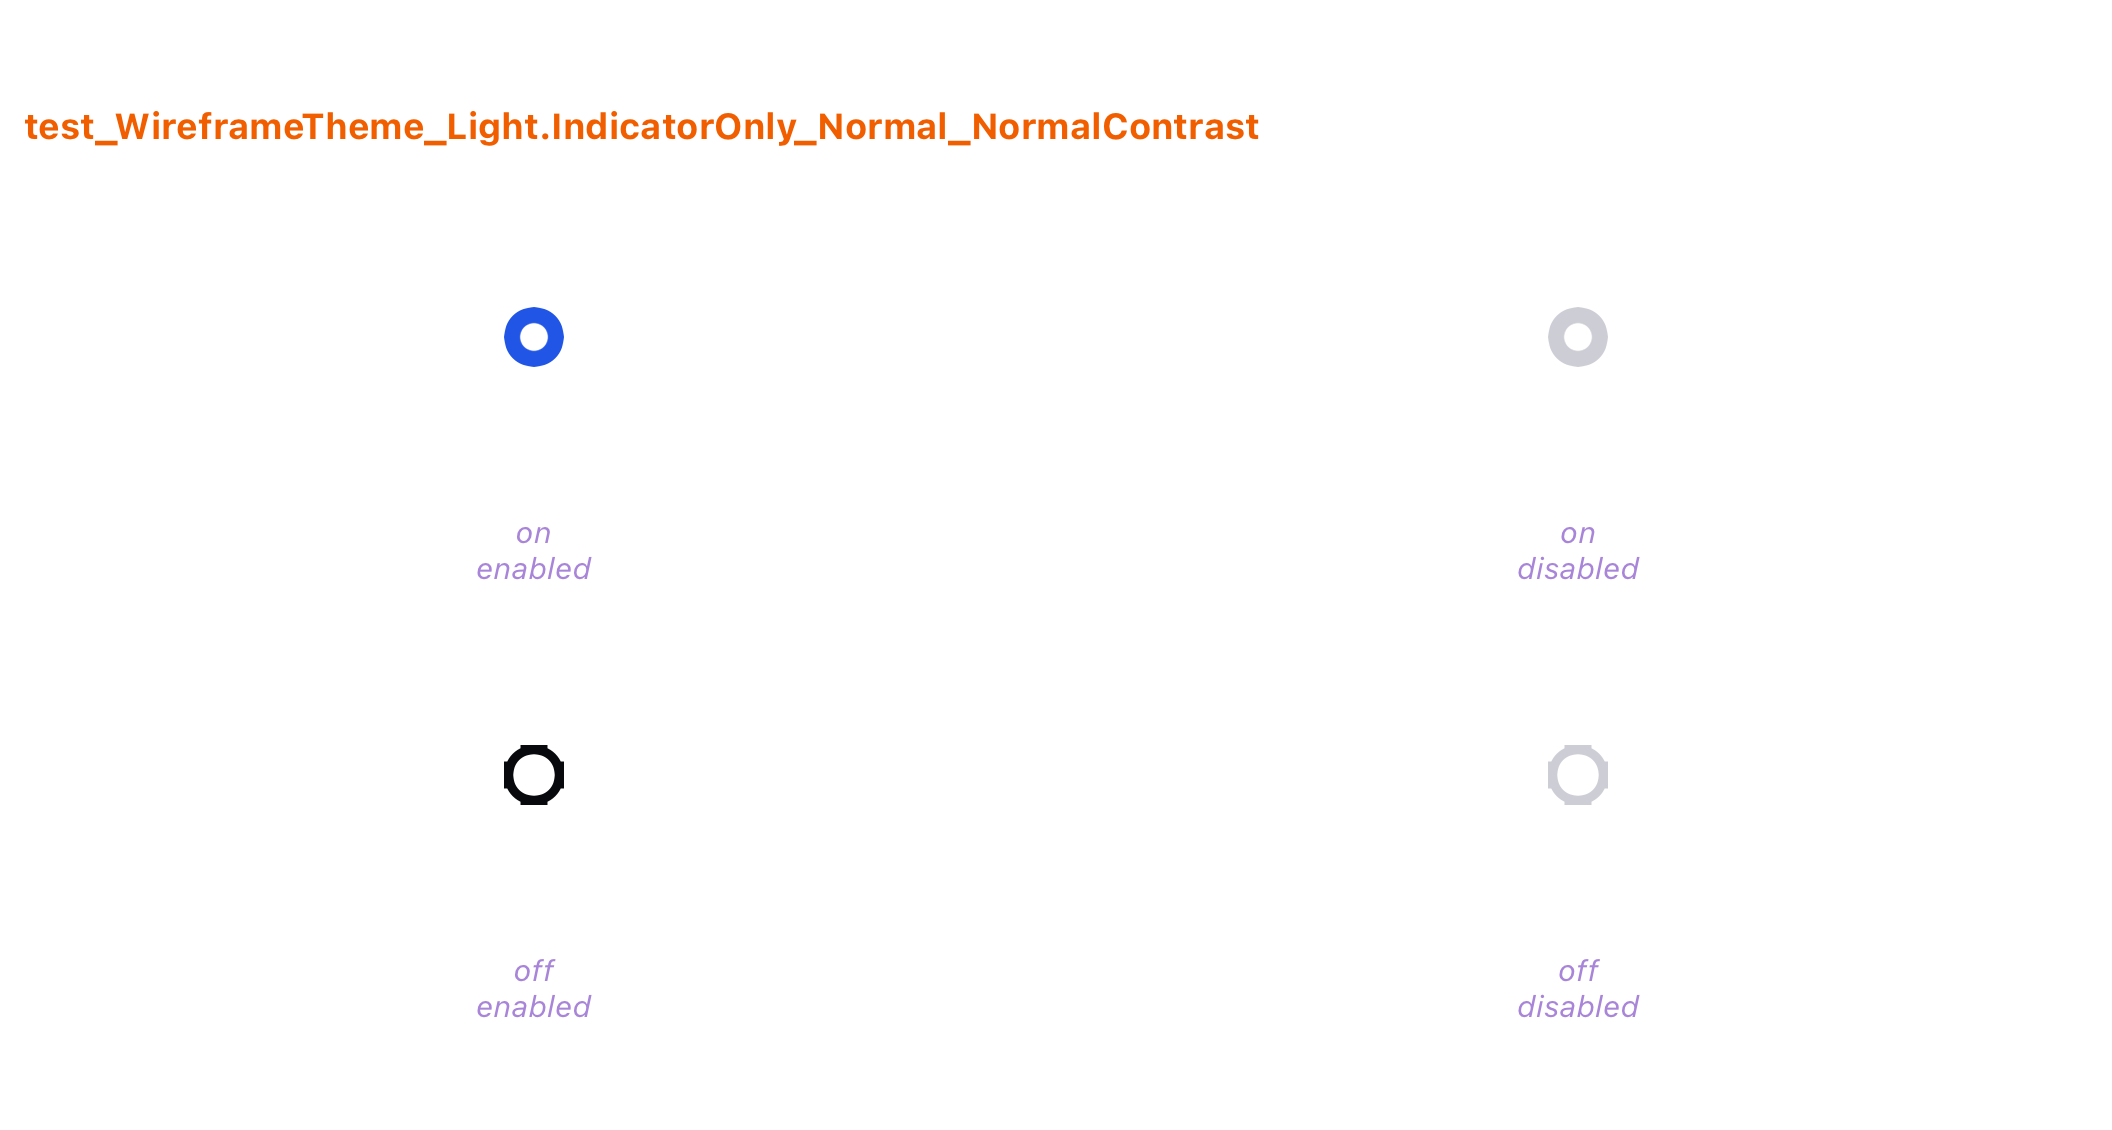 test_WireframeTheme_Light.IndicatorOnly_Normal_NormalContrast
on
enabled
on
disabled
off
enabled
off
disabled